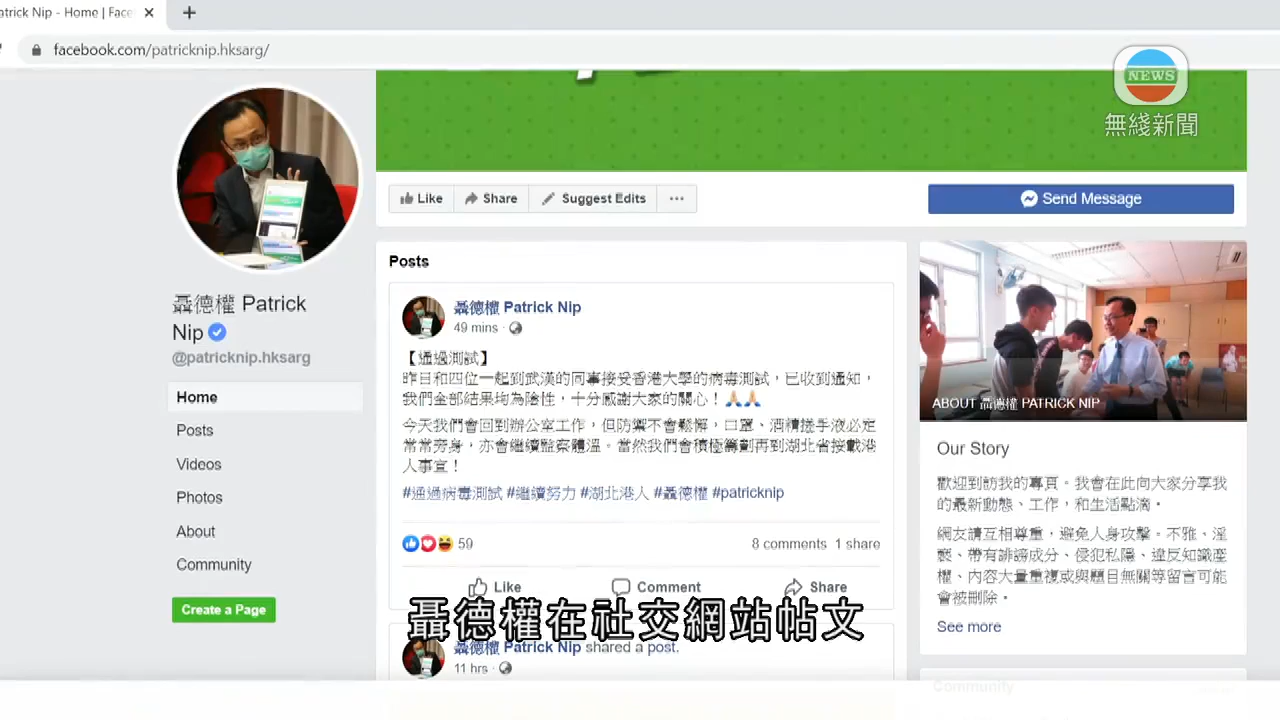 atrick Nip - Home | Face
facebook.com/patricknip.hksarg/
NEWS
無綫新聞
Like
Share
Suggest Edits
Send Message
聶德權 Patrick
Nip
@patricknip.hksarg
Home
Posts
Videos
Photos
About
Community
Create a Page
Posts
聶德權 Patrick Nip
49 mins ·
【通過測試】
昨日和四位一起到武漢的同事接受香港大學的病毒測試，已收到通知，
我們全部結果均為陰性，十分感謝大家的關心！🙏🙏
今天我們會回到辦公室工作，但防禦不會鬆懈，口罩、酒精搓手液必定
常常旁身，亦會繼續監察體溫。當然我們會積極籌劃再到湖北省接載港
人事宜！
#通過病毒測試 #繼續努力 #湖北港人 #聶德權 #patricknip
59
8 comments 1 share
Like
Comment
Share
聶德權在社交網站帖文
聶德權 Patrick Nip shared a post.
11 hrs ·
ABOUT 聶德權 PATRICK NIP
Our Story
歡迎到訪我的專頁。我會在此向大家分享我
的最新動態、工作，和生活點滴。
網友請互相尊重，避免人身攻擊。不雅、淫
褻、帶有誹謗成分、侵犯私隱、違反知識產
權、內容大量重複或與題目無關等留言可能
會被刪除。
See more
Community